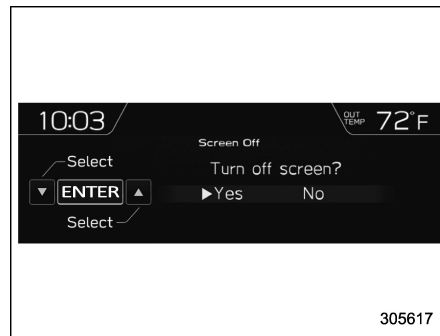 10:03
OUT TEMP 72°F
Screen Off
Select
Turn off screen?
▼ ENTER ▲
▶Yes No
Select
305617